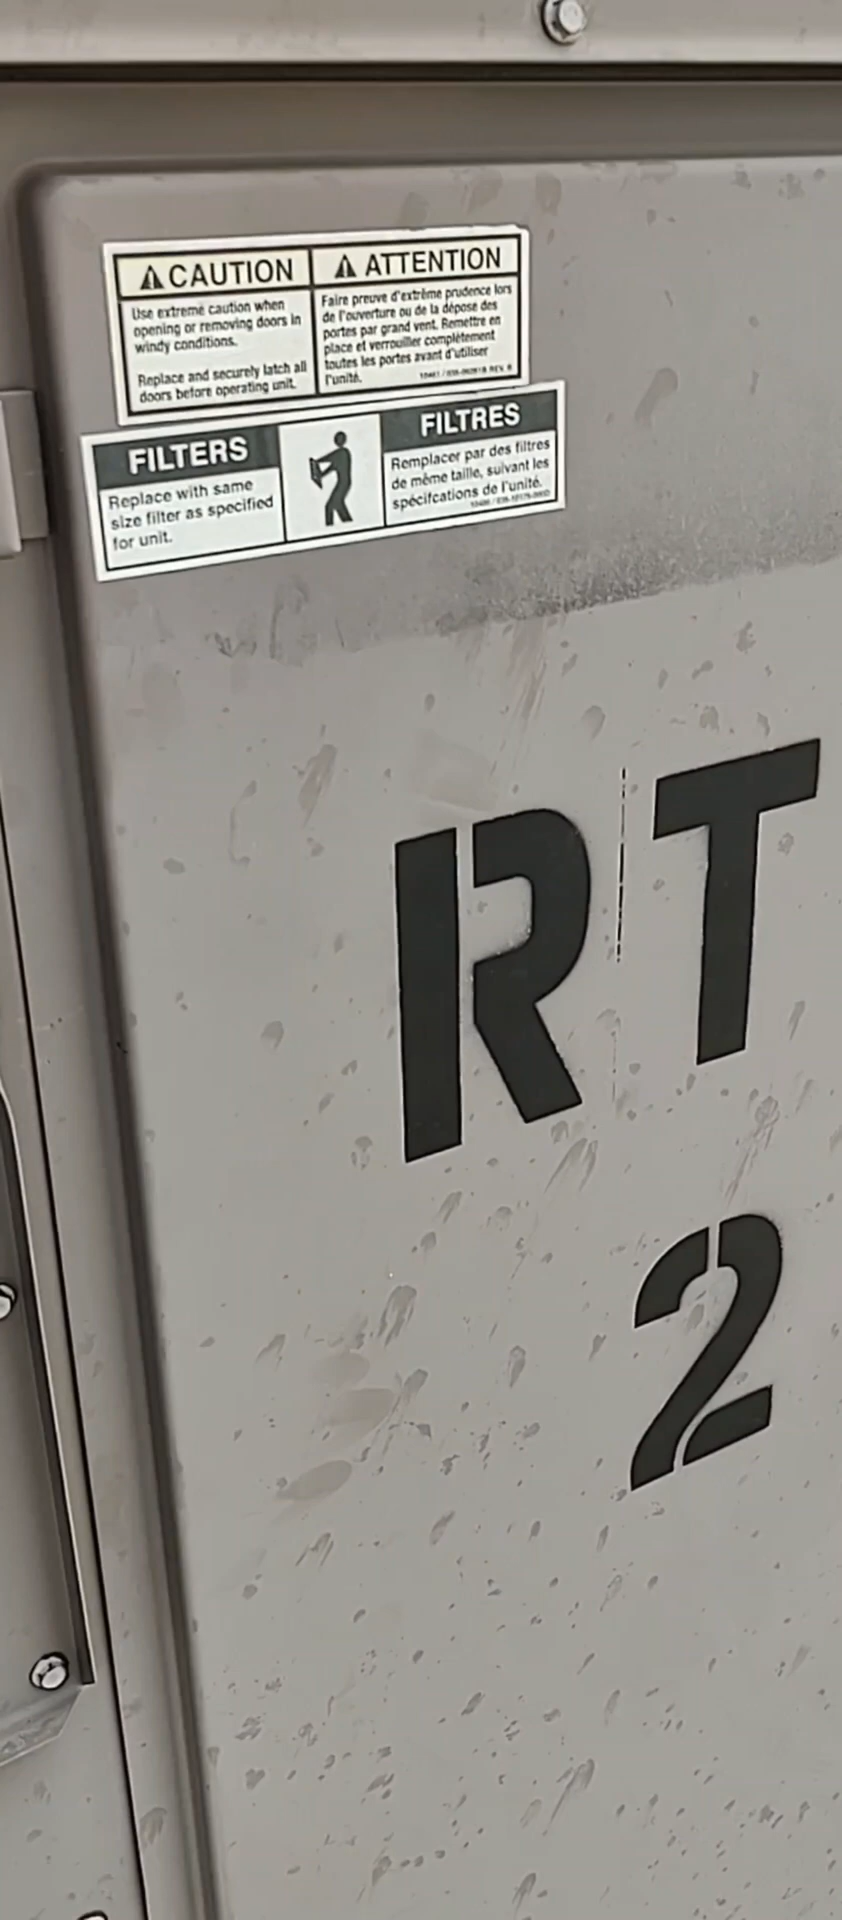 CAUTION
Use extreme caution when
opening or removing doors in
windy conditions.
Replace and securely latch all
doors before operating unit.
ATTENTION
Faire preuve d'extrême prudence lors
de l'ouverture ou de la dépose des
portes par grand vent. Remettre en
place et verrouiller complètement
toutes les portes avant d'utiliser
l'unité.
FILTERS
Replace with same
size filter as specified
for unit.
FILTRES
Remplacer par des filtres
de même taille, suivant les
spécifcations de l'unité.
RT
2